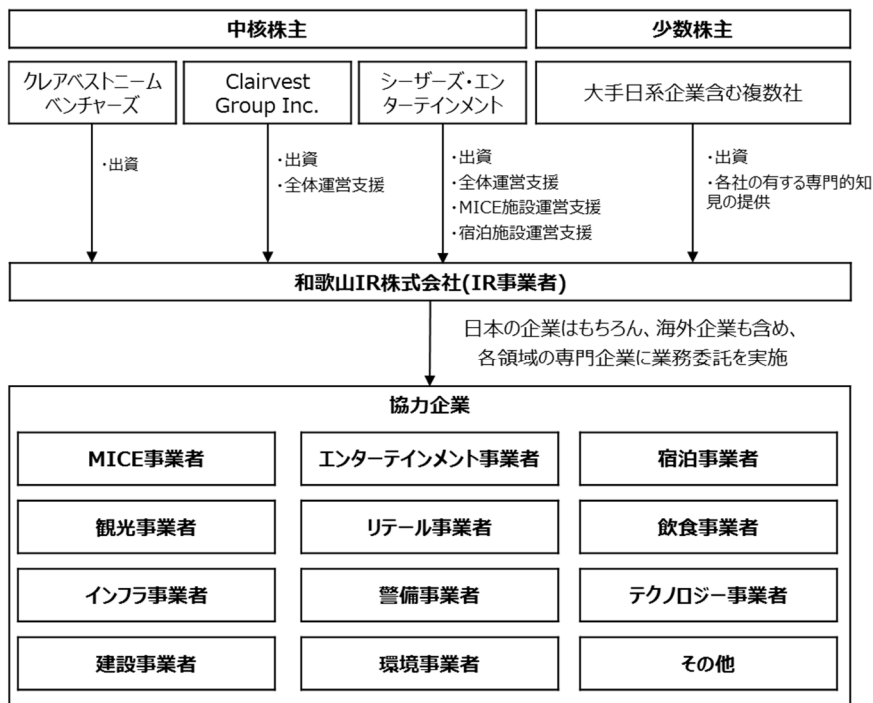 中核株主
少数株主
クレアベストニーム
ベンチャーズ
Clairvest
Group Inc.
シーザーズ・エン
ターテインメント
大手日系企業含む複数社
・出資
・出資
・全体運営支援
・出資
・全体運営支援
・MICE施設運営支援
・宿泊施設運営支援
・出資
・各社の有する専門的知
見の提供
和歌山IR株式会社(IR事業者)
日本の企業はもちろん、海外企業も含め、
各領域の専門企業に業務委託を実施
協力企業
MICE事業者
エンターテインメント事業者
宿泊事業者
観光事業者
リテール事業者
飲食事業者
インフラ事業者
警備事業者
テクノロジー事業者
建設事業者
環境事業者
その他